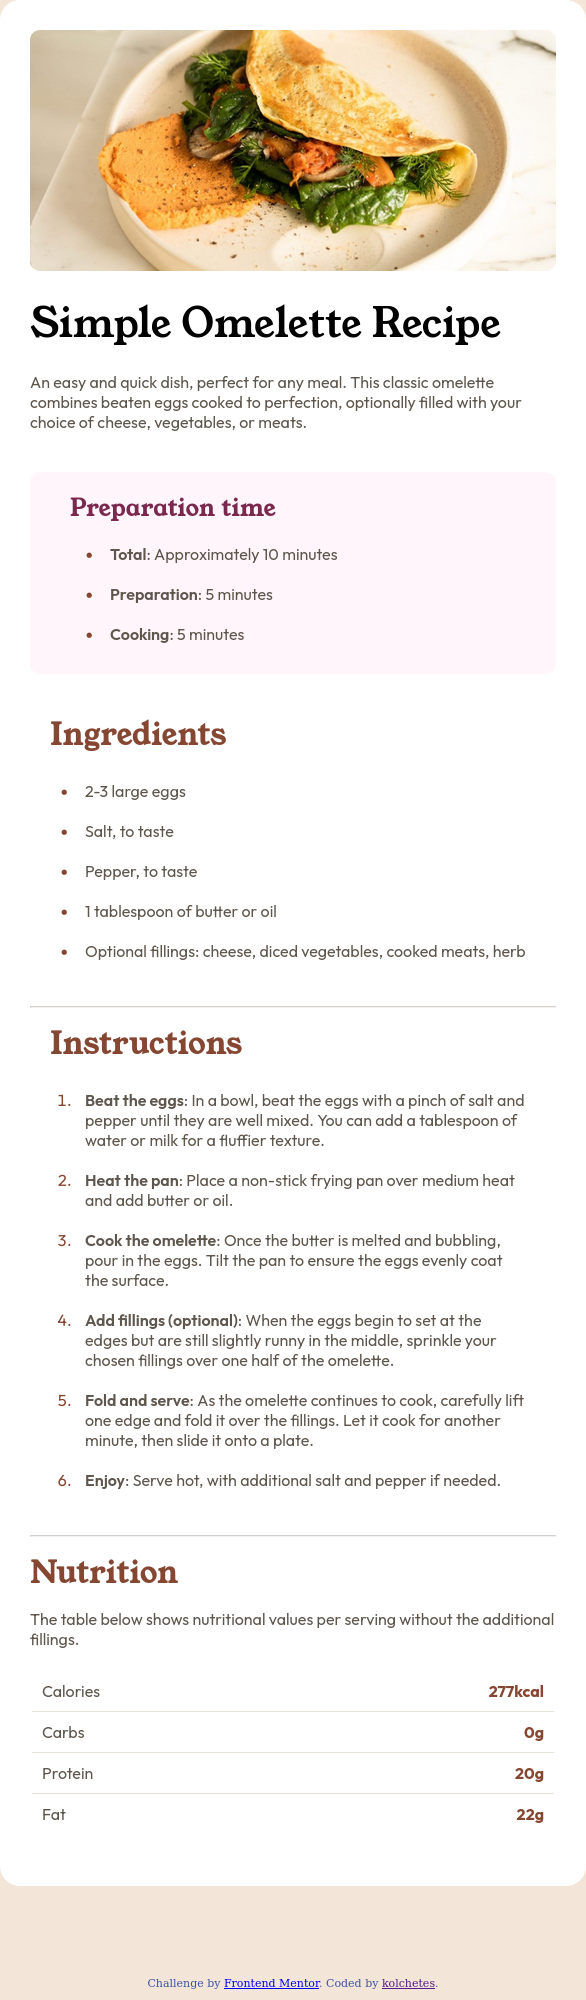 Simple Omelette Recipe
An easy and quick dish, perfect for any meal. This classic omelette
combines beaten eggs cooked to perfection, optionally filled with your
choice of cheese, vegetables, or meats.
Preparation time
• Total: Approximately 10 minutes
• Preparation: 5 minutes
• Cooking: 5 minutes
Ingredients
• 2-3 large eggs
• Salt, to taste
• Pepper, to taste
• 1 tablespoon of butter or oil
• Optional fillings: cheese, diced vegetables, cooked meats, herb
Instructions
1. Beat the eggs: In a bowl, beat the eggs with a pinch of salt and
pepper until they are well mixed. You can add a tablespoon of
water or milk for a fluffier texture.
2. Heat the pan: Place a non-stick frying pan over medium heat
and add butter or oil.
3. Cook the omelette: Once the butter is melted and bubbling,
pour in the eggs. Tilt the pan to ensure the eggs evenly coat
the surface.
4. Add fillings (optional): When the eggs begin to set at the
edges but are still slightly runny in the middle, sprinkle your
chosen fillings over one half of the omelette.
5. Fold and serve: As the omelette continues to cook, carefully lift
one edge and fold it over the fillings. Let it cook for another
minute, then slide it onto a plate.
6. Enjoy: Serve hot, with additional salt and pepper if needed.
Nutrition
The table below shows nutritional values per serving without the additional
fillings.
Calories 277kcal
Carbs 0g
Protein 20g
Fat 22g
Challenge by Frontend Mentor. Coded by kolchetes.